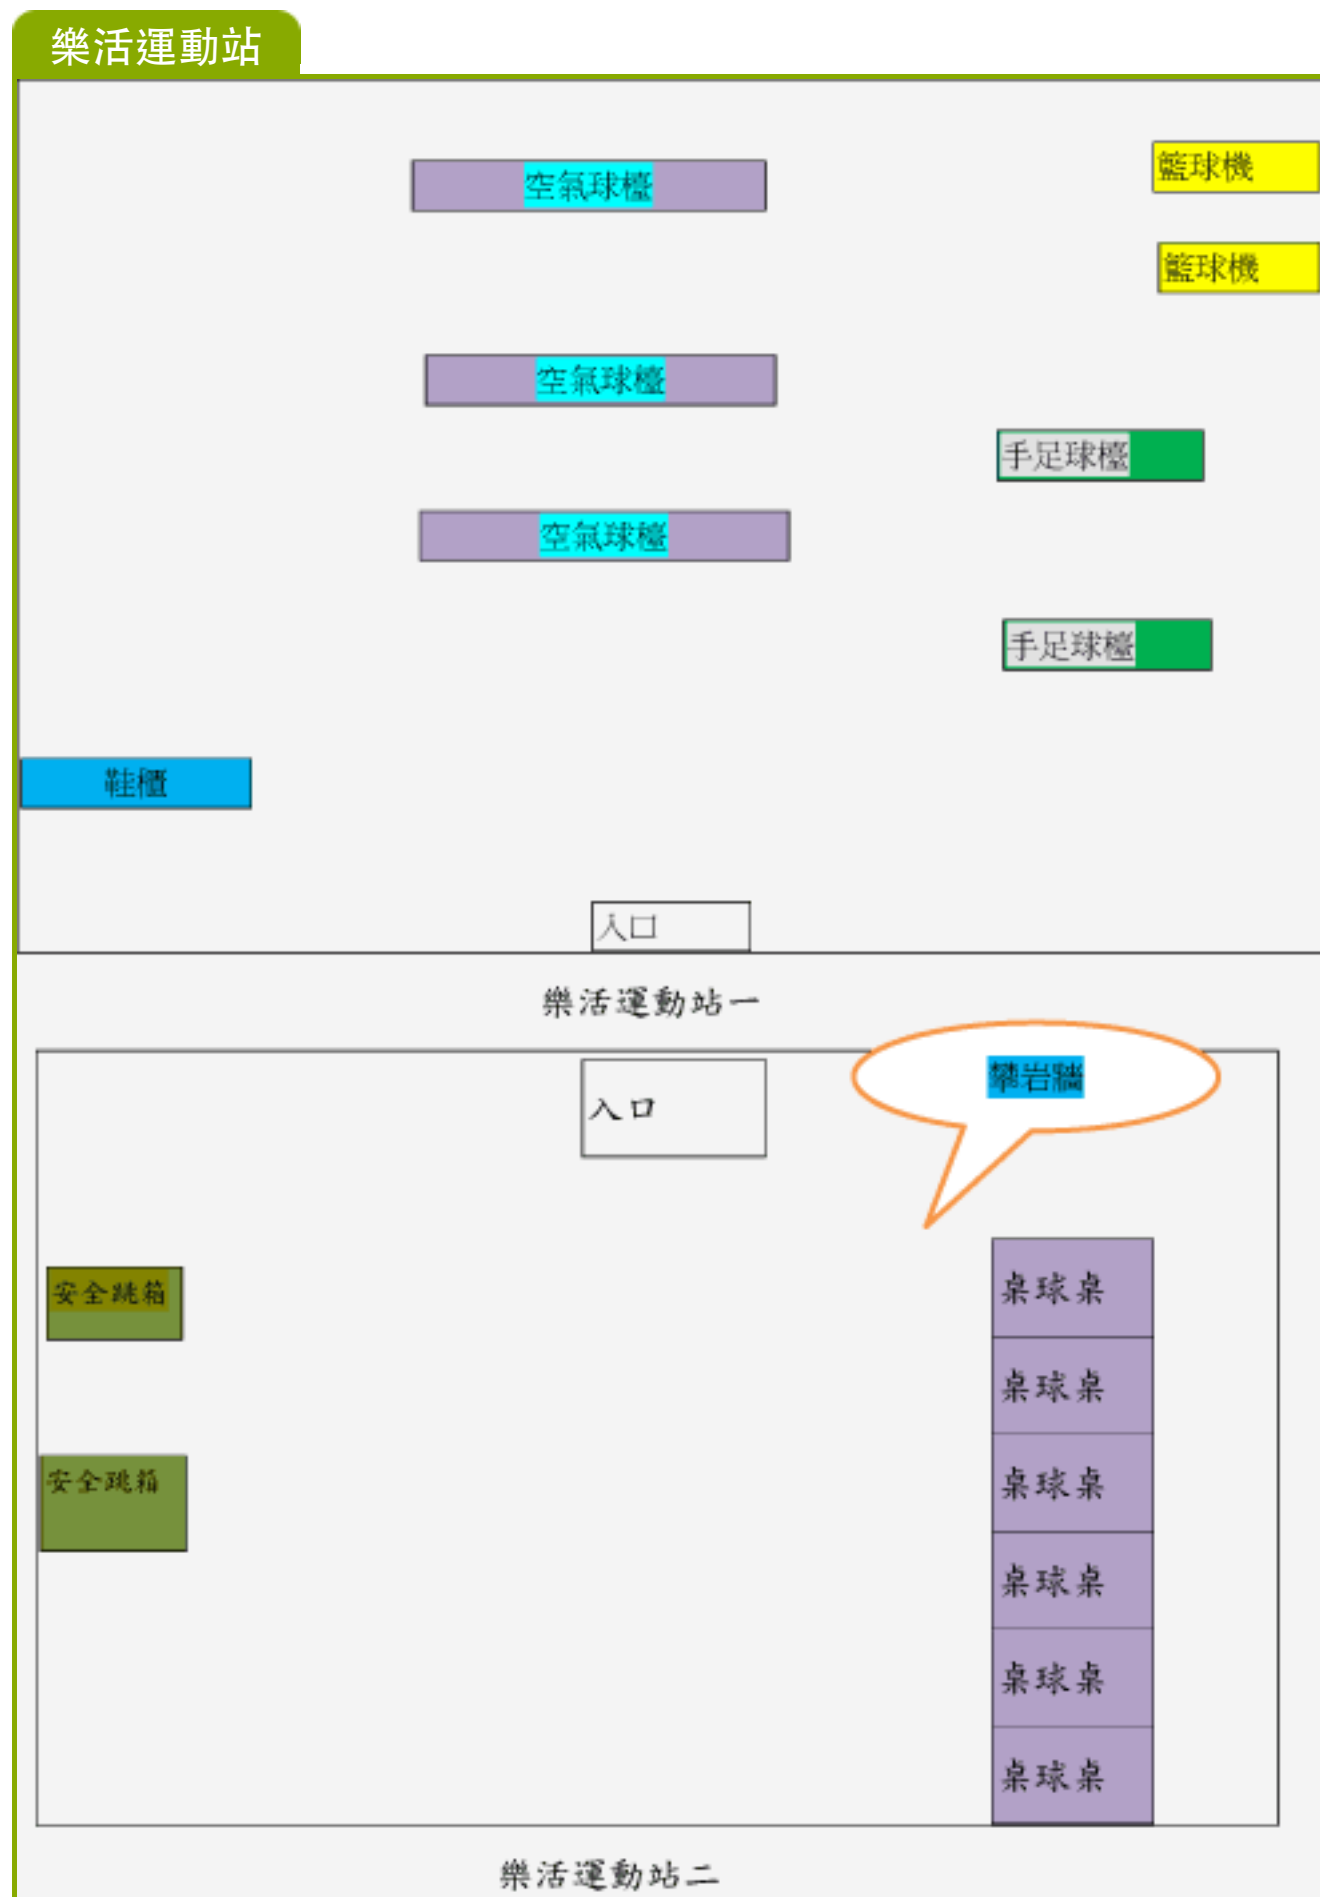 樂活運動站
空氣球檯
籃球機
籃球機
空氣球檯
手足球檯
空氣球檯
手足球檯
鞋櫃
入口
樂活運動站一
攀岩牆
入口
安全跳箱
桌球桌
桌球桌
安全跳箱
桌球桌
桌球桌
桌球桌
桌球桌
樂活運動站二